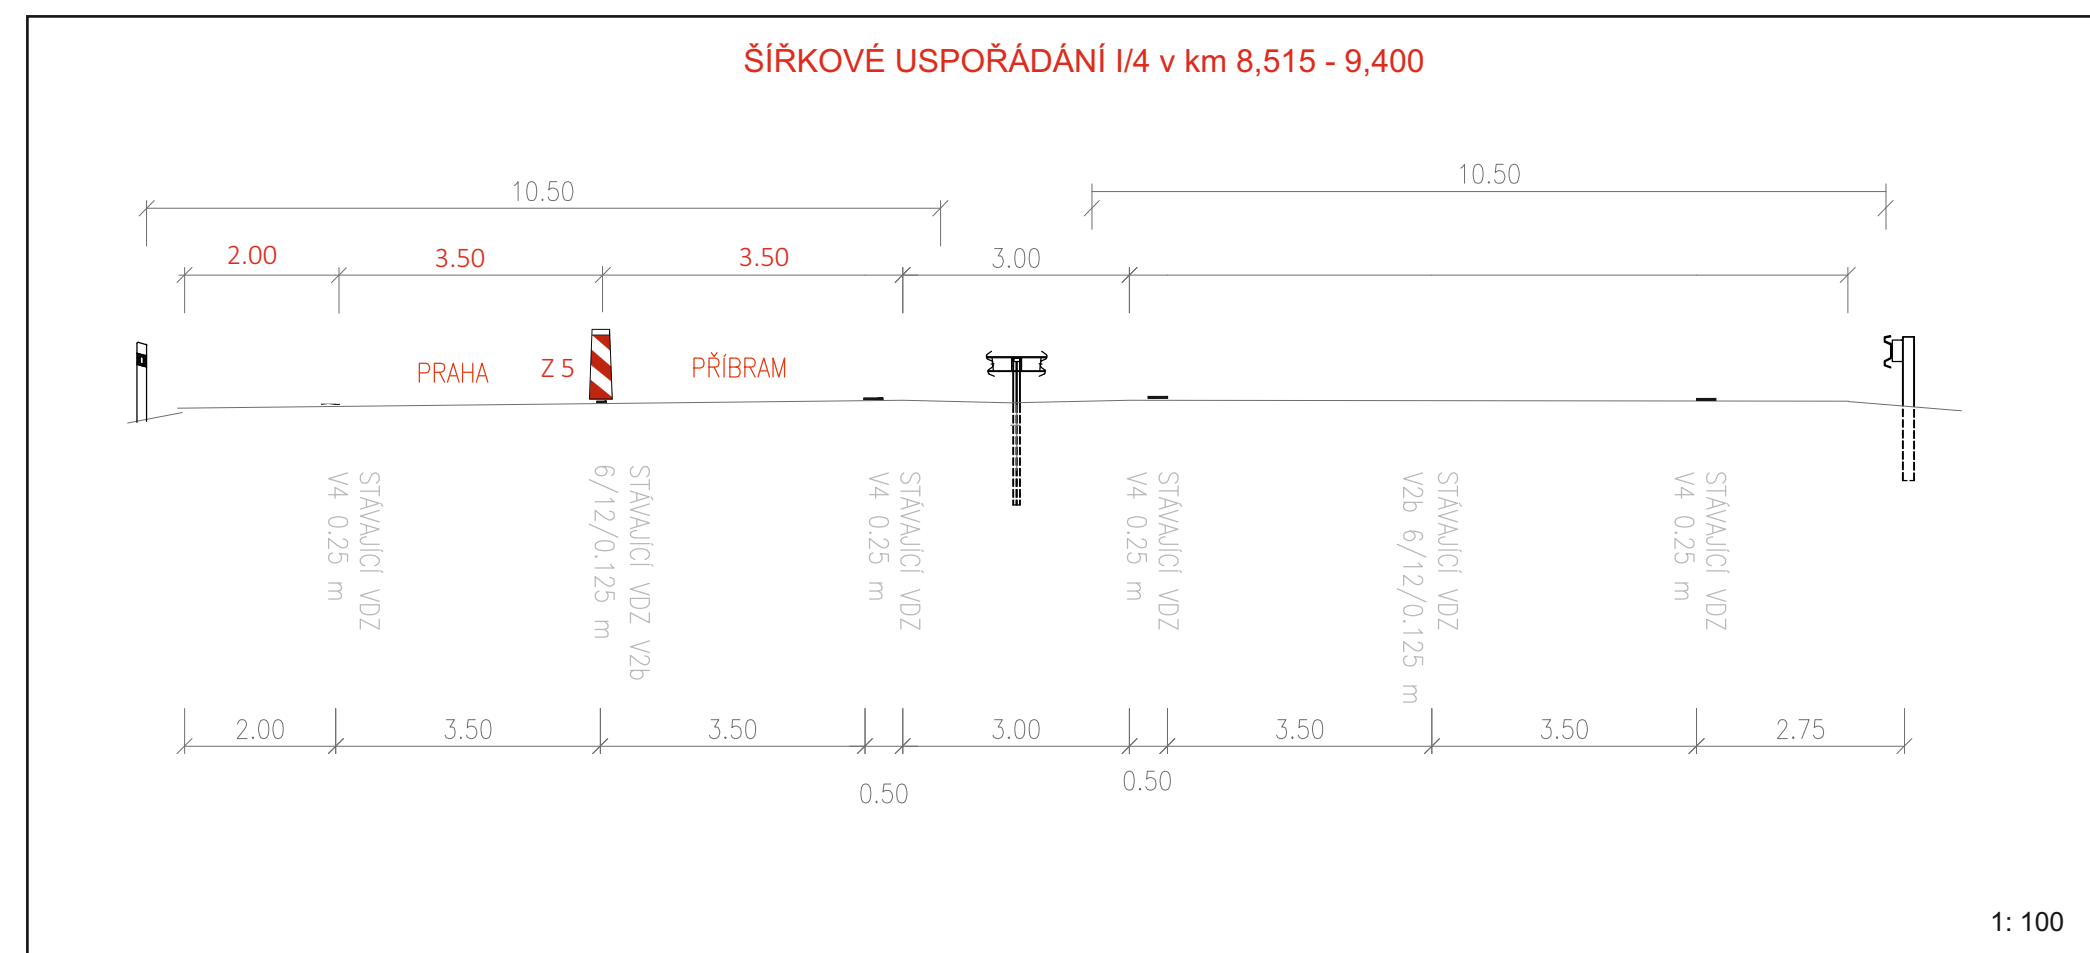 ŠÍŘKOVÉ USPOŘÁDÁNÍ I/4 v km 8,515 - 9,400
10.50
10.50
2.00
3.50
3.50
3.00
PRAHA
Z 5
PŘÍBRAM
STÁVAJÍCÍ VDZ
V4 0.25 m
STÁVAJÍCÍ VDZ V2b
6/12/0.125 m
STÁVAJÍCÍ VDZ
V4 0.25 m
STÁVAJÍCÍ VDZ
V4 0.25 m
STÁVAJÍCÍ VDZ
V2b 6/12/0.125 m
STÁVAJÍCÍ VDZ
V4 0.25 m
2.00
3.50
3.50
0.50
3.00
0.50
3.50
3.50
2.75
1: 100